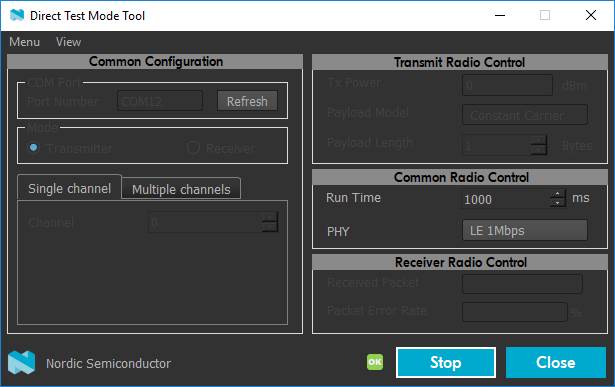 Direct Test Mode Tool
Menu View
Common Configuration
COM Port
Port Number COM12 Refresh
Mode
Transmitter Receiver
Single channel Multiple channels
Channel 0
Transmit Radio Control
Tx Power 0 dBm
Payload Model Constant Carrier
Payload Length 1 Bytes
Common Radio Control
Run Time 1000 ms
PHY LE 1Mbps
Receiver Radio Control
Received Packet
Packet Error Rate %
Nordic Semiconductor OK Stop Close